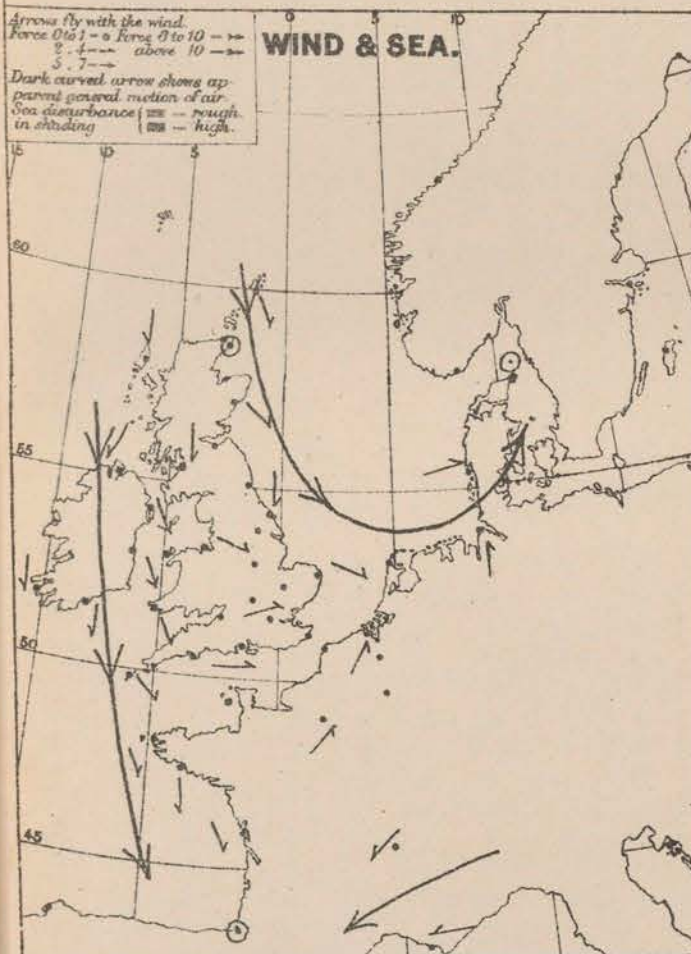 Arrows fly with the wind.
Force 0 to 1 Force 8 to 10
2 . 4 above 10
5 . 7
Dark curved arrow shows ap-
parent general motion of air.
Sea disturbance rough.
in shading high.
WIND & SEA.
0 10
15 10 5
60
55
50
45